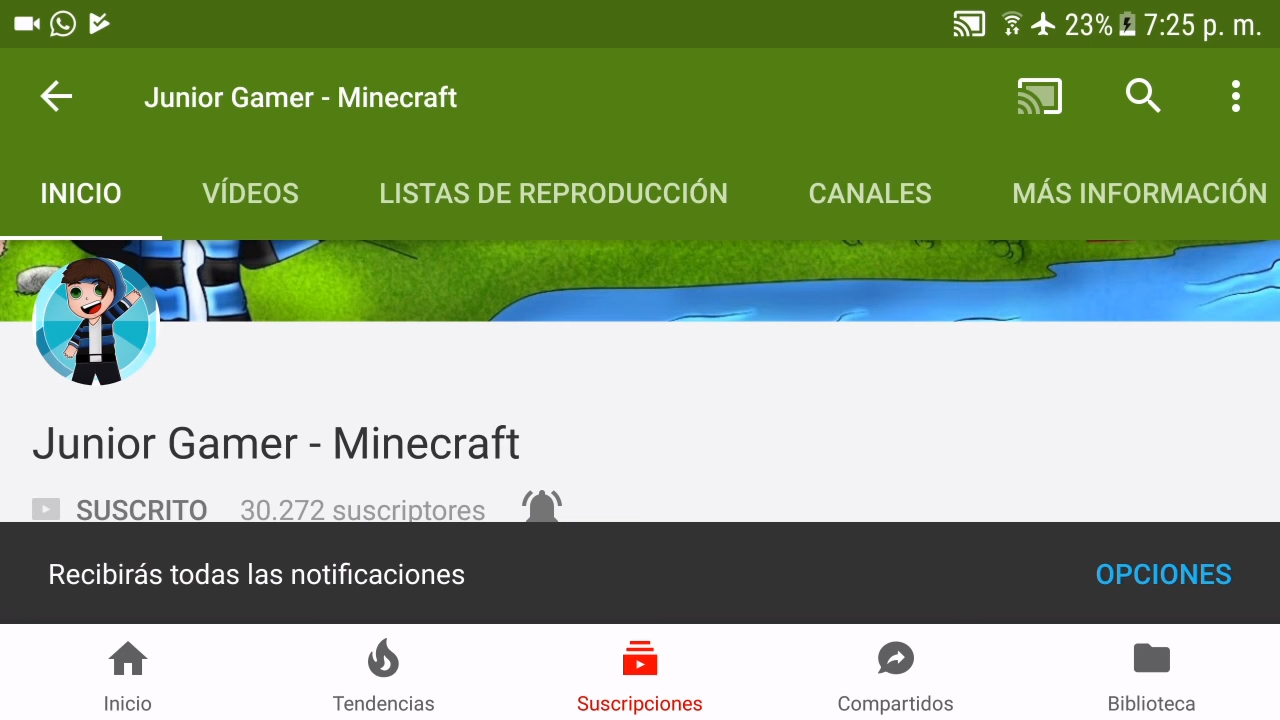 23% 7:25 p. m.
Junior Gamer - Minecraft
INICIO VÍDEOS LISTAS DE REPRODUCCIÓN CANALES MÁS INFORMACIÓN
Junior Gamer - Minecraft
SUSCRITO 30.272 suscriptores
Recibirás todas las notificaciones OPCIONES
Inicio Tendencias Suscripciones Compartidos Biblioteca